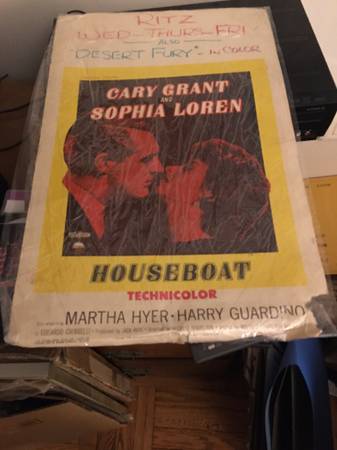 RITZ
WED-THURS-FRI
ALSO
"DESERT FURY" - IN COLOR
CARY GRANT
AND
SOPHIA LOREN
HOUSEBOAT
TECHNICOLOR
MARTHA HYER · HARRY GUARDINO